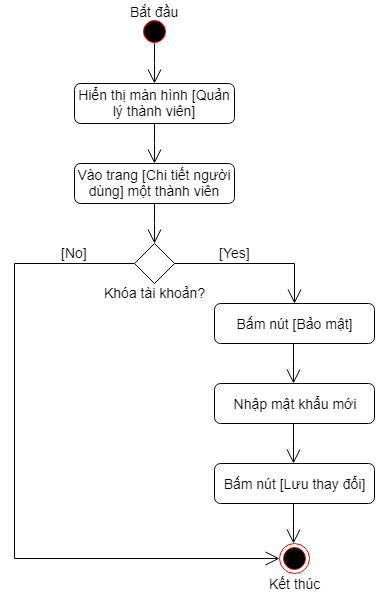 Bắt đầu
Hiển thị màn hình [Quản
lý thành viên]
Vào trang [Chi tiết người
dùng] một thành viên
[No]
[Yes]
Khóa tài khoản?
Bấm nút [Bảo mật]
Nhập mật khẩu mới
Bấm nút [Lưu thay đổi]
Kết thúc